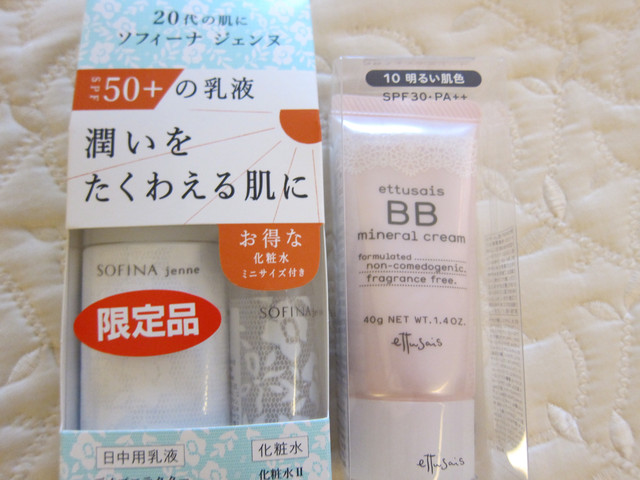 20代の肌に
ソフィーナ ジェンヌ
SPF50+の乳液
潤いを
たくわえる肌に
お得な
化粧水
ミニサイズ付き
SOFINA jenne
限定品
SOFINA
日中用乳液
化粧水
化粧水II
10 明るい肌色
SPF30・PA++
ettusais
BB
mineral cream
formulated
non-comedogenic.
fragrance free.
40g NET WT.1.4OZ.
ettusais
ettusais